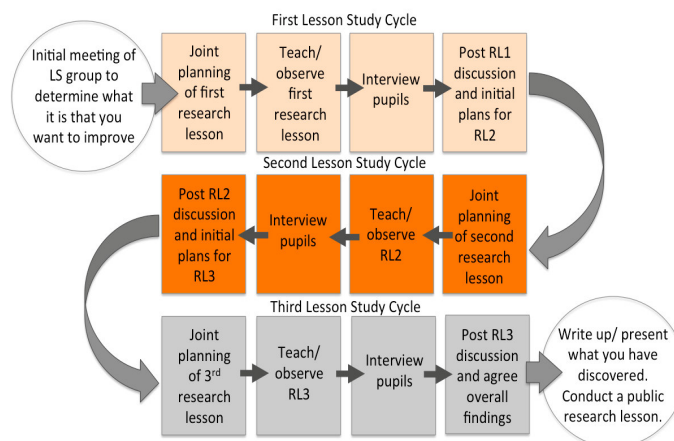 First Lesson Study Cycle
Initial meeting of
LS group to
determine what
it is that you
want to improve
Joint
planning
of first
research
lesson
Teach/
observe
first
research
lesson
Interview
pupils
Post RL1
discussion
and initial
plans for
RL2
Second Lesson Study Cycle
Joint
planning
of second
research
lesson
Teach/
observe
RL2
Interview
pupils
Post RL2
discussion
and initial
plans for
RL3
Third Lesson Study Cycle
Joint
planning
of 3rd
research
lesson
Teach/
observe
RL3
Interview
pupils
Post RL3
discussion
and agree
overall
findings
Write up/ present
what you have
discovered.
Conduct a public
research lesson.